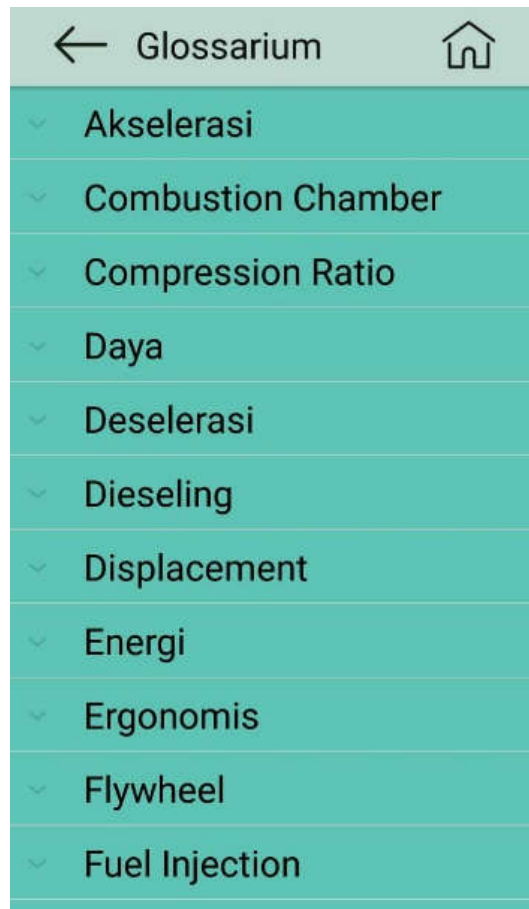 Glossarium
Akselerasi
Combustion Chamber
Compression Ratio
Daya
Deselerasi
Dieseling
Displacement
Energi
Ergonomis
Flywheel
Fuel Injection